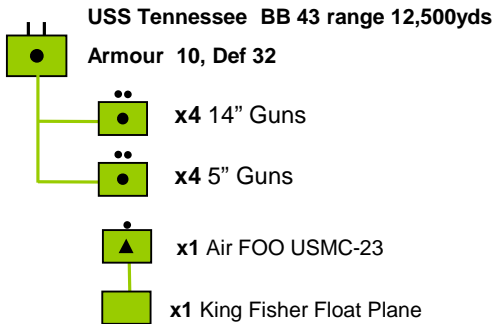 USS Tennessee BB 43 range 12,500yds
Armour 10, Def 32
x4 14” Guns
x4 5” Guns
x1 Air FOO USMC-23
x1 King Fisher Float Plane